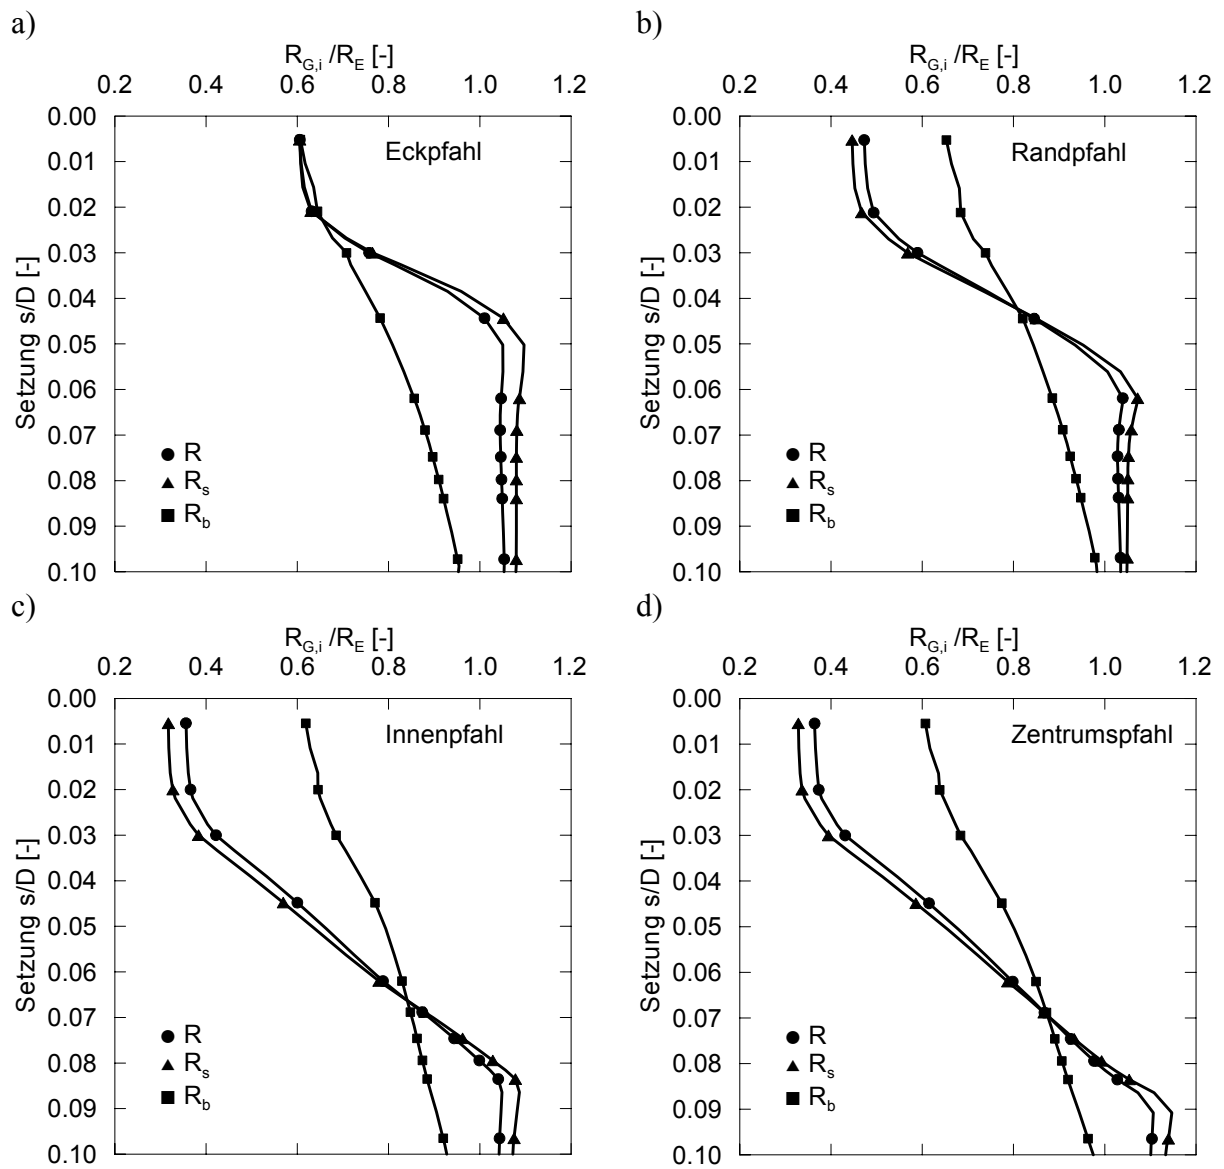 a)
R_G,i /R_E [-]
0.2 0.4 0.6 0.8 1.0 1.2
0.00
0.01
0.02
0.03
0.04
0.05
0.06
0.07
0.08
0.09
0.10
Setzung s/D [-]
Eckpfahl
R
R_s
R_b
b)
R_G,i /R_E [-]
0.2 0.4 0.6 0.8 1.0 1.2
0.00
0.01
0.02
0.03
0.04
0.05
0.06
0.07
0.08
0.09
0.10
Setzung s/D [-]
Randpfahl
R
R_s
R_b
c)
R_G,i /R_E [-]
0.2 0.4 0.6 0.8 1.0 1.2
0.00
0.01
0.02
0.03
0.04
0.05
0.06
0.07
0.08
0.09
0.10
Setzung s/D [-]
Innenpfahl
R
R_s
R_b
d)
R_G,i /R_E [-]
0.2 0.4 0.6 0.8 1.0 1.2
0.00
0.01
0.02
0.03
0.04
0.05
0.06
0.07
0.08
0.09
0.10
Setzung s/D [-]
Zentrumspfahl
R
R_s
R_b